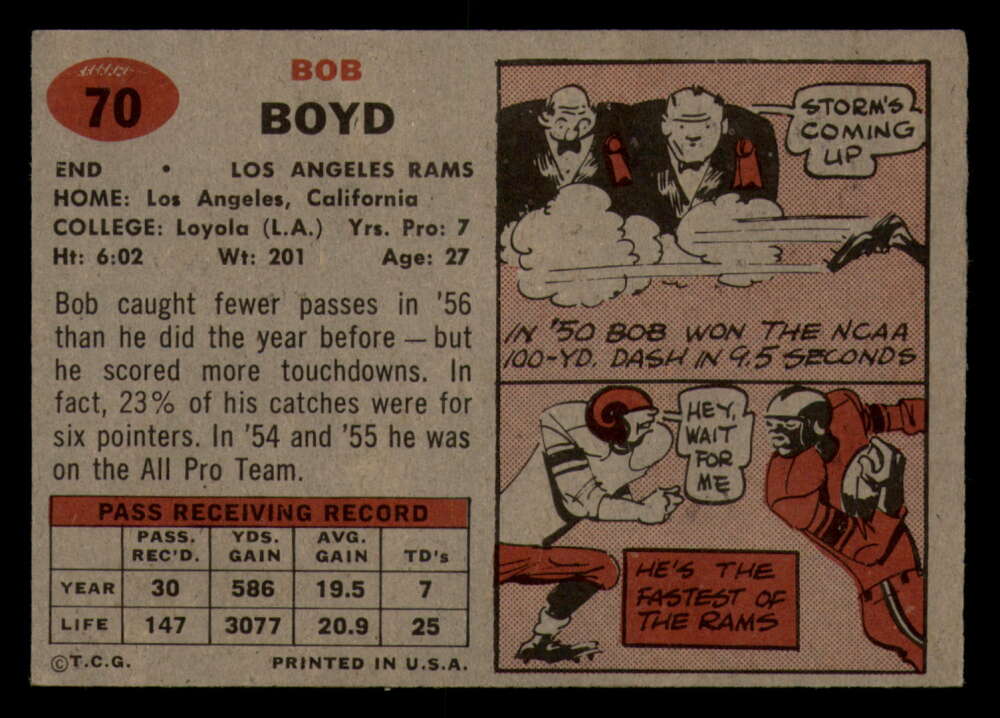 70
BOB
BOYD
END • LOS ANGELES RAMS
HOME: Los Angeles, California
COLLEGE: Loyola (L.A.) Yrs. Pro: 7
Ht: 6:02 Wt: 201 Age: 27
Bob caught fewer passes in '56
than he did the year before — but
he scored more touchdowns. In
fact, 23% of his catches were for
six pointers. In '54 and '55 he was
on the All Pro Team.
PASS RECEIVING RECORD
PASS. REC'D. YDS. GAIN AVG. GAIN TD's
YEAR 30 586 19.5 7
LIFE 147 3077 20.9 25
©T.C.G. PRINTED IN U.S.A.
STORM'S
COMING
UP
IN '50 BOB WON THE NCAA
100-YD. DASH IN 9.5 SECONDS
HEY,
WAIT
FOR
ME
HE'S THE
FASTEST OF
THE RAMS